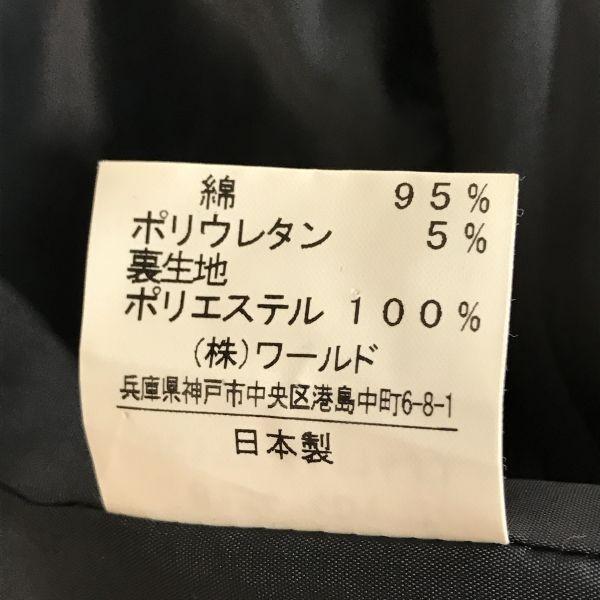 綿 95%
ポリウレタン 5%
裏生地
ポリエステル 100%
(株)ワールド
兵庫県神戸市中央区港島中町6-8-1
日本製